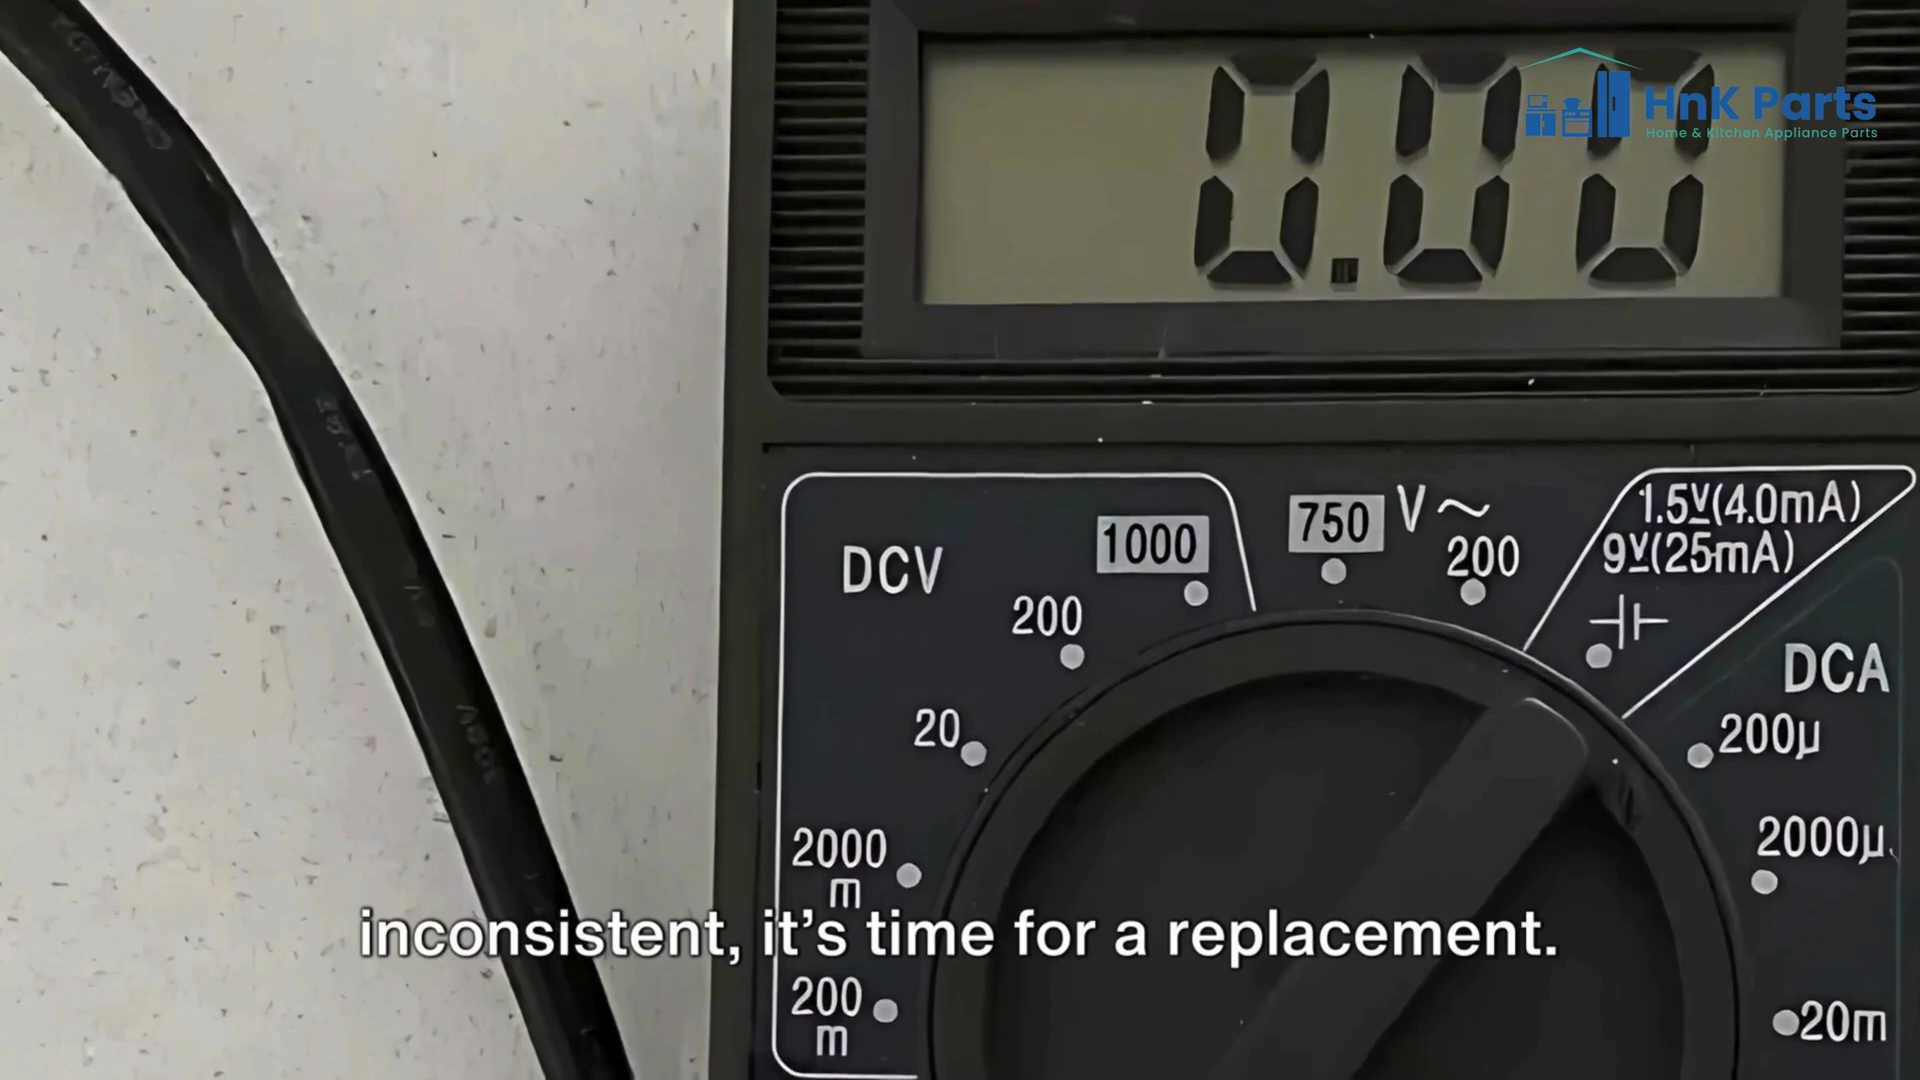 0.00
HnK Parts
Home & Kitchen Appliance Parts
1.5V(4.0mA)
9V(25mA)
750 V~
200
1000
DCV
200
DCA
200µ
20
2000µ
2000
m
inconsistent, it's time for a replacement.
200
m
20m